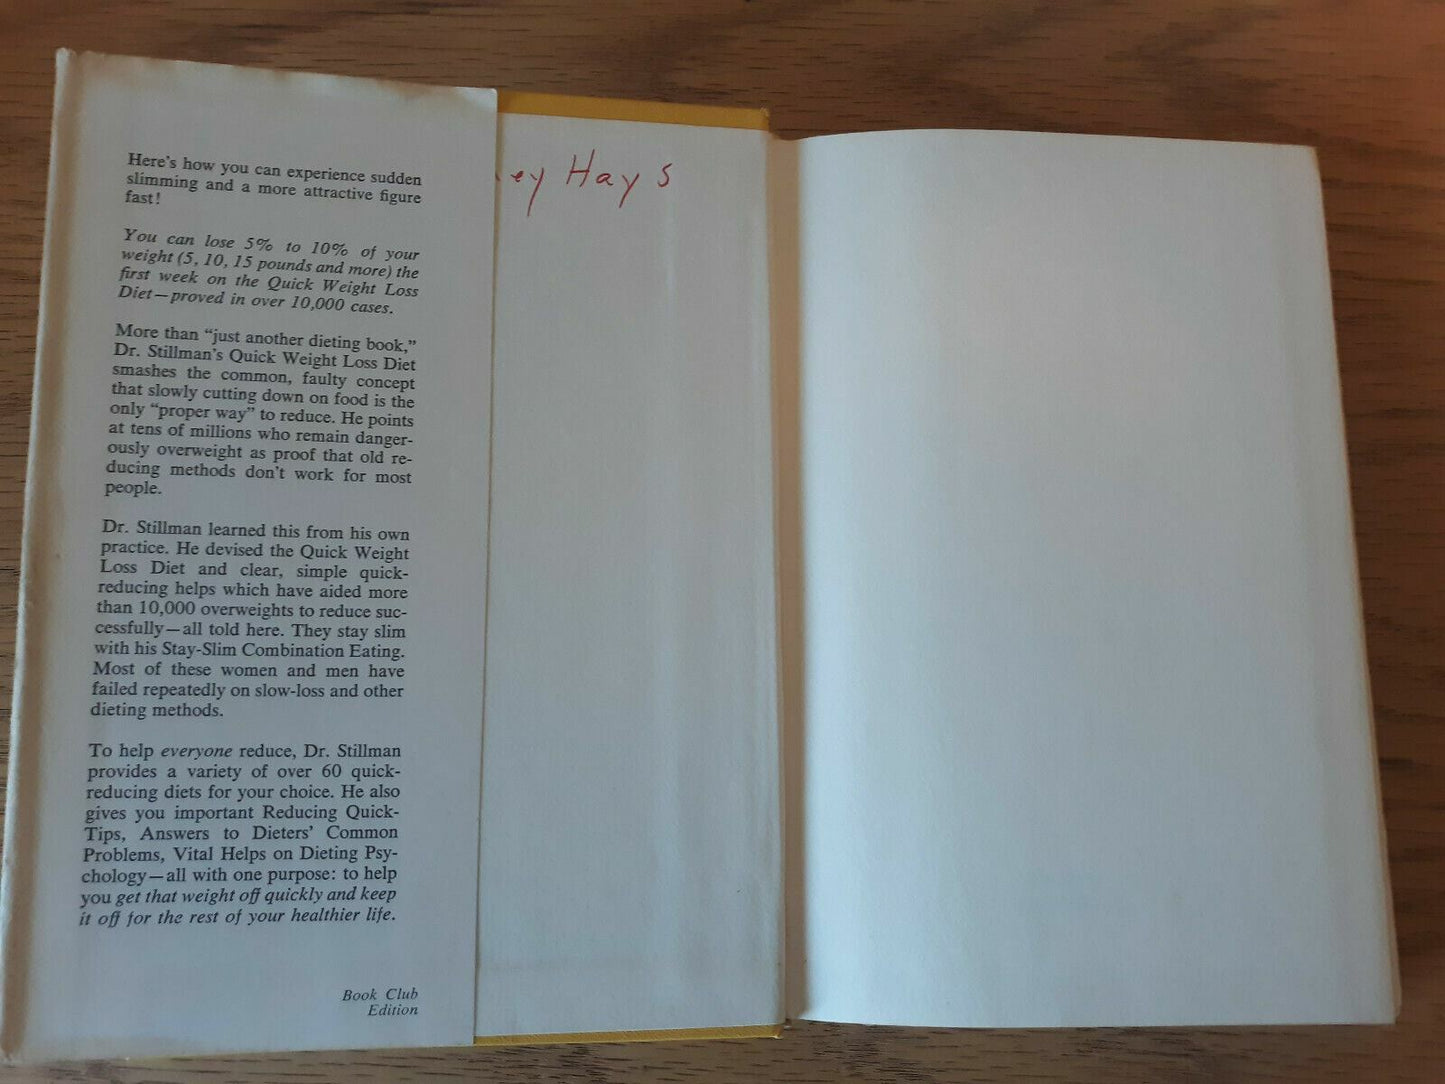 Here's how you can experience sudden
slimming and a more attractive figure
fast!
You can lose 5% to 10% of your
weight (5, 10, 15 pounds and more) the
first week on the Quick Weight Loss
Diet—proved in over 10,000 cases.
More than “just another dieting book,”
Dr. Stillman's Quick Weight Loss Diet
smashes the common, faulty concept
that slowly cutting down on food is the
only “proper way” to reduce. He points
at tens of millions who remain danger-
ously overweight as proof that old re-
ducing methods don't work for most
people.
Dr. Stillman learned this from his own
practice. He devised the Quick Weight
Loss Diet and clear, simple quick-
reducing helps which have aided more
than 10,000 overweights to reduce suc-
cessfully—all told here. They stay slim
with his Stay-Slim Combination Eating.
Most of these women and men have
failed repeatedly on slow-loss and other
dieting methods.
To help everyone reduce, Dr. Stillman
provides a variety of over 60 quick-
reducing diets for your choice. He also
gives you important Reducing Quick-
Tips, Answers to Dieters' Common
Problems, Vital Helps on Dieting Psy-
chology—all with one purpose: to help
you get that weight off quickly and keep
it off for the rest of your healthier life.
Book Club
Edition
ey Hays